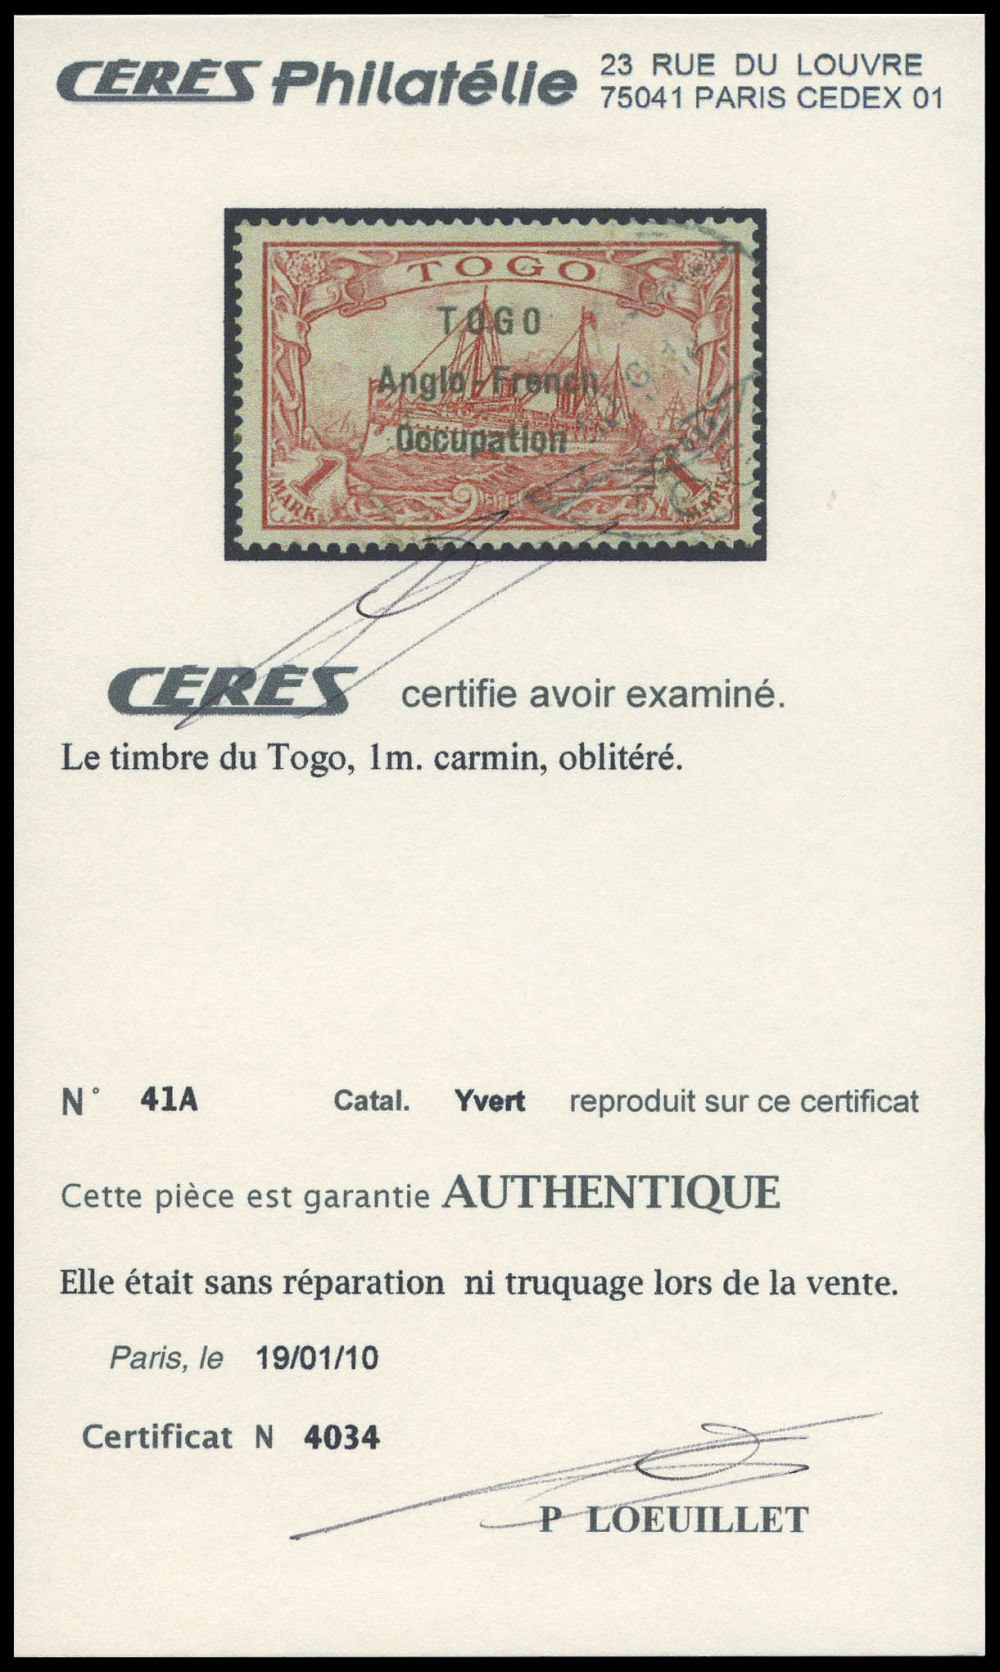 CÉRÈS Philatélie
23 RUE DU LOUVRE
75041 PARIS CEDEX 01
TOGO
TOGO
Anglo-French
Occupation
1 1
MARK MARK
CÉRÈS certifie avoir examiné.
Le timbre du Togo, 1m. carmin, oblitéré.
N° 41A Catal. Yvert reproduit sur ce certificat
Cette pièce est garantie AUTHENTIQUE
Elle était sans réparation ni truquage lors de la vente.
Paris, le 19/01/10
Certificat N 4034
P LOEUILLET